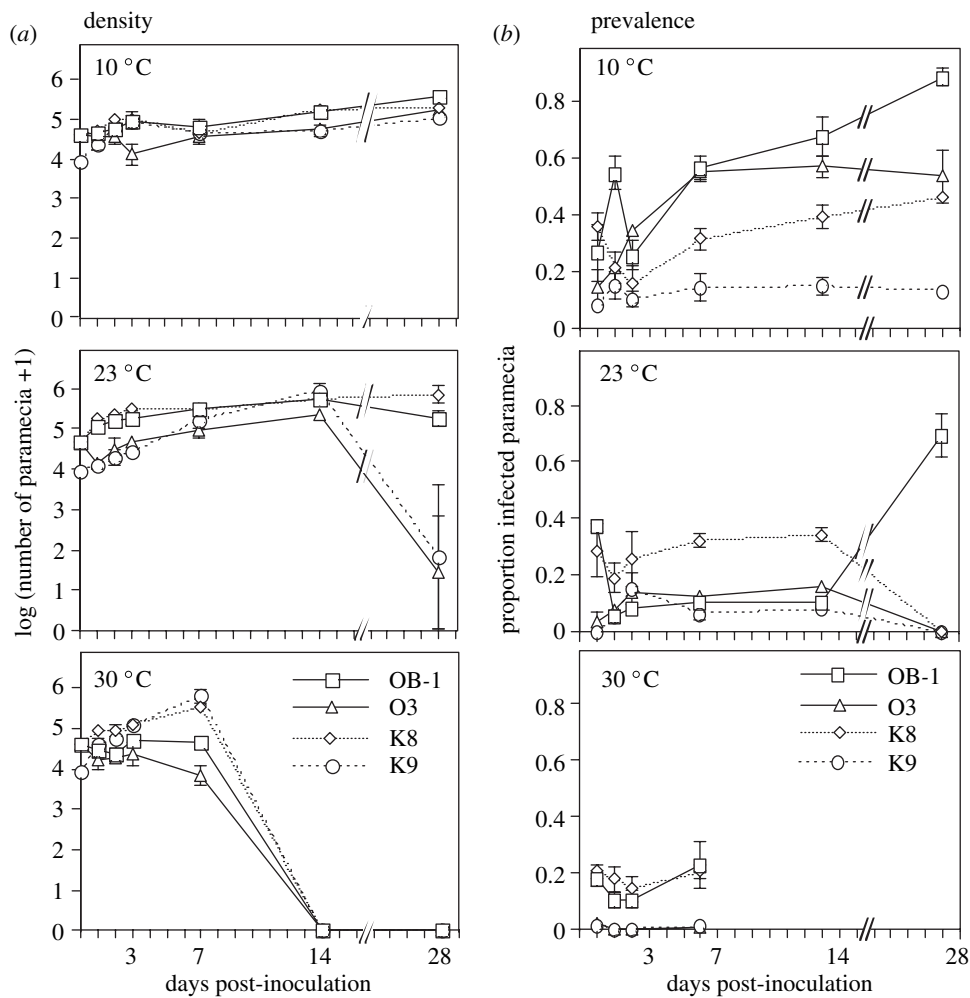 (a) density
10 °C
6
5
4
3
2
1
0
23 °C
6
5
4
3
2
1
0
30 °C
6
5
4
3
2
1
0
OB-1
O3
K8
K9
3 7 14 28
days post-inoculation
log (number of paramecia +1)
(b) prevalence
10 °C
0.8
0.6
0.4
0.2
0
23 °C
0.8
0.6
0.4
0.2
0
30 °C
0.8
0.6
0.4
0.2
0
OB-1
O3
K8
K9
3 7 14 28
days post-inoculation
proportion infected paramecia